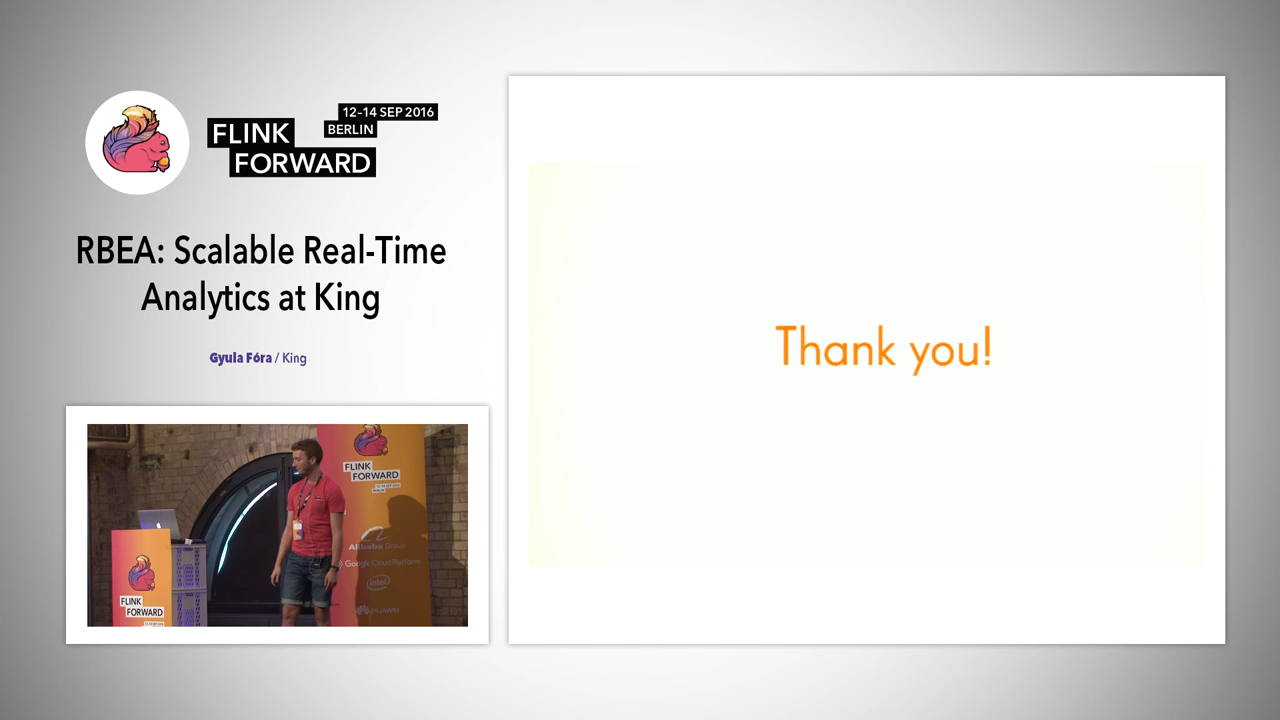 12–14 SEP 2016
BERLIN
FLINK
FORWARD
RBEA: Scalable Real-Time
Analytics at King
Gyula Fóra / King
Thank you!
FLINK
FORWARD
BERLIN
Alibaba Group
Google Cloud Platform
intel
HUAWEI
FLINK
FORWARD